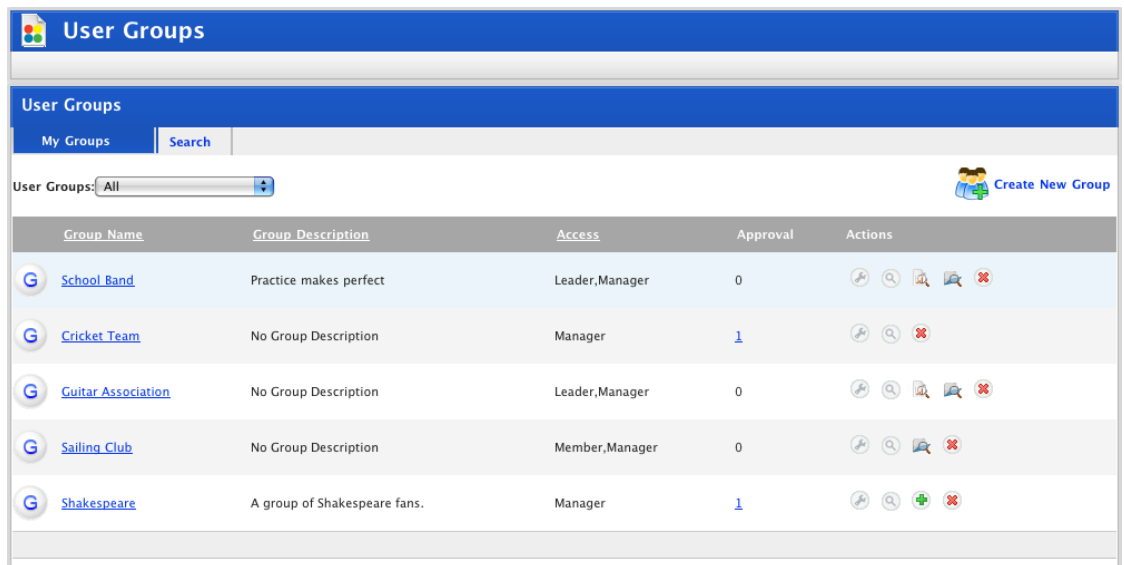 User Groups
User Groups
My Groups Search
User Groups: All Create New Group
Group Name Group Description Access Approval Actions
G School Band Practice makes perfect Leader,Manager 0
G Cricket Team No Group Description Manager 1
G Guitar Association No Group Description Leader,Manager 0
G Sailing Club No Group Description Member,Manager 0
G Shakespeare A group of Shakespeare fans. Manager 1